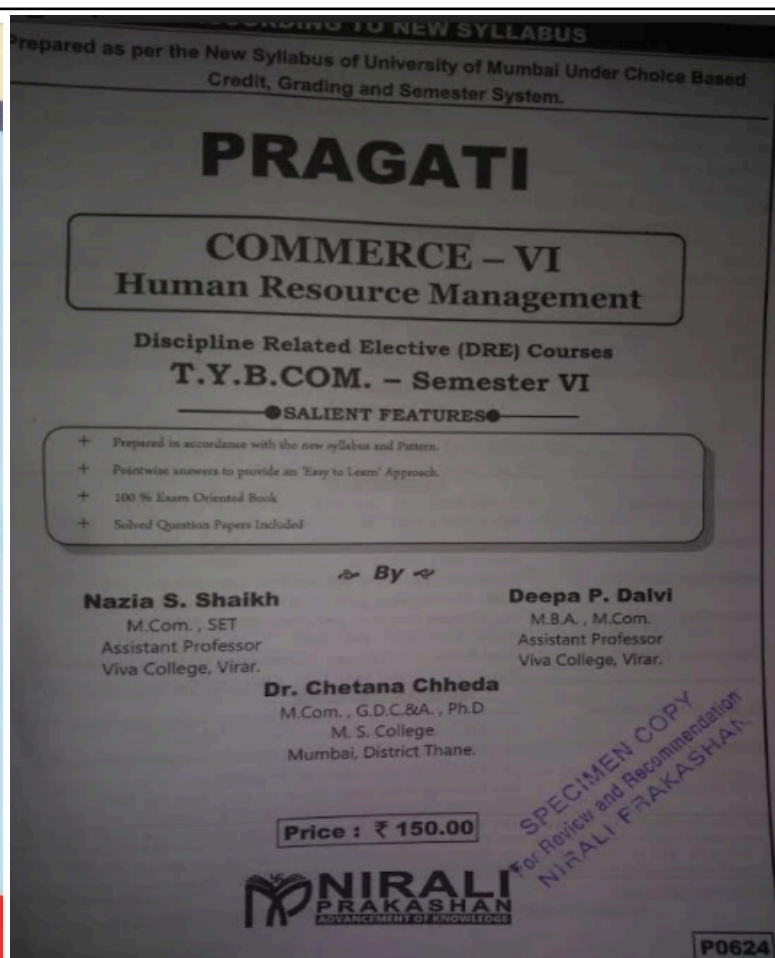 ACCORDING TO NEW SYLLABUS
Prepared as per the New Syllabus of University of Mumbai Under Choice Based
Credit, Grading and Semester System.
PRAGATI
COMMERCE – VI
Human Resource Management
Discipline Related Elective (DRE) Courses
T.Y.B.COM. – Semester VI
SALIENT FEATURES
+ Prepared in accordance with the new syllabus and Pattern.
+ Pointwise answers to provide an 'Easy to Learn' Approach.
+ 100 % Exam Oriented Book
+ Solved Question Papers Included
By
Nazia S. Shaikh
M.Com. , SET
Assistant Professor
Viva College, Virar.
Deepa P. Dalvi
M.B.A. , M.Com.
Assistant Professor
Viva College, Virar.
Dr. Chetana Chheda
M.Com. , G.D.C.&A. , Ph.D
M. S. College
Mumbai, District Thane.
SPECIMEN COPY
For Review and Recommendation
NIRALI PRAKASHAN
Price : ₹ 150.00
NIRALI
PRAKASHAN
ADVANCEMENT OF KNOWLEDGE
P0624